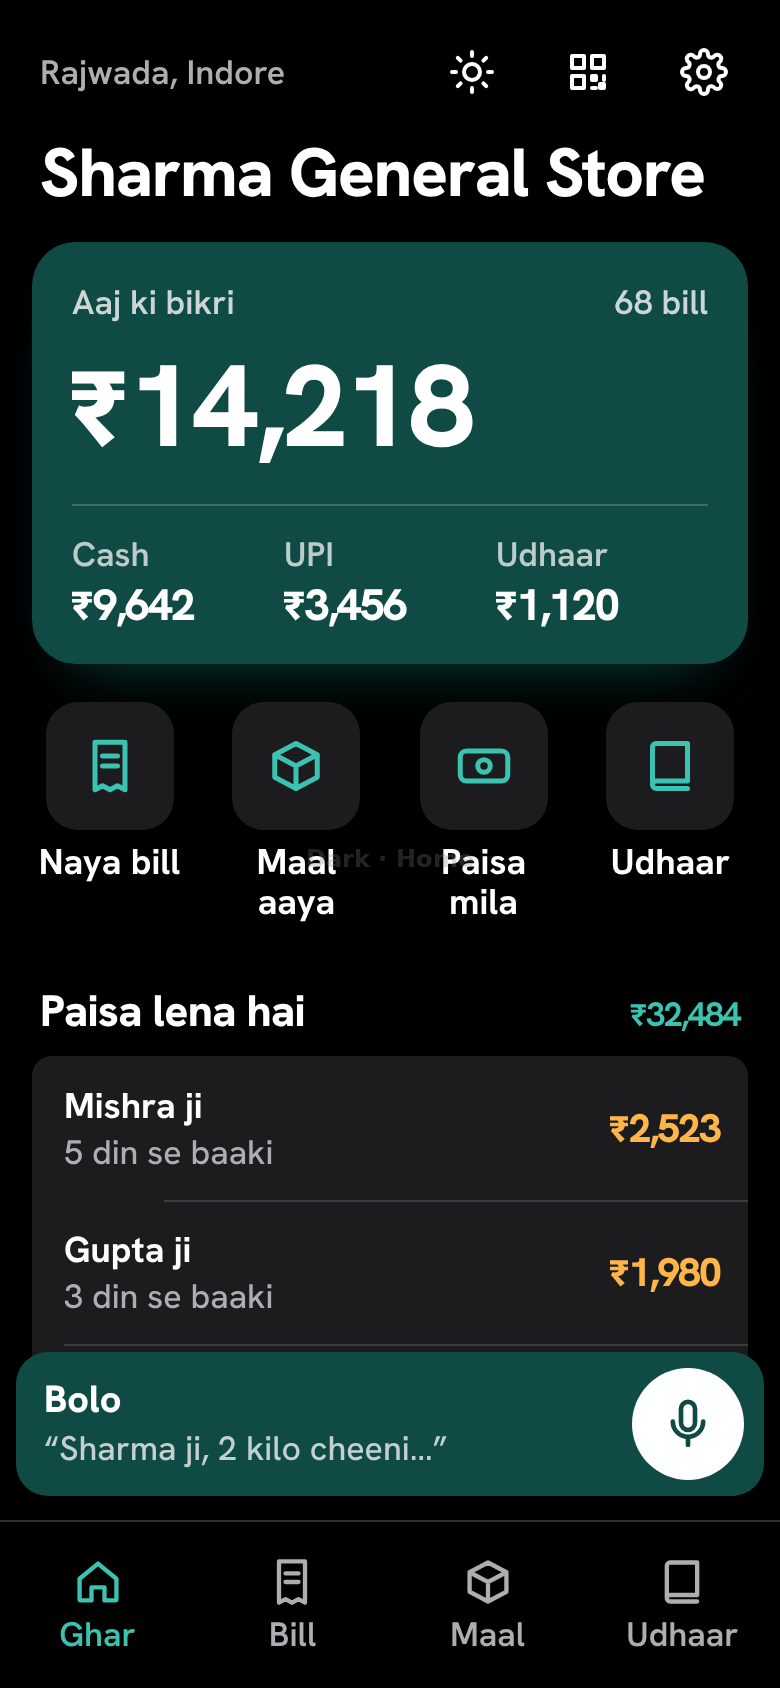 Rajwada, Indore
Sharma General Store
Aaj ki bikri
68 bill
₹14,218
Cash
UPI
Udhaar
₹9,642
₹3,456
₹1,120
Naya bill
Maal
aaya
Paisa
mila
Udhaar
Dark · Home
Paisa lena hai
₹32,484
Mishra ji
5 din se baaki
₹2,523
Gupta ji
3 din se baaki
₹1,980
Bolo
“Sharma ji, 2 kilo cheeni...”
Ghar
Bill
Maal
Udhaar